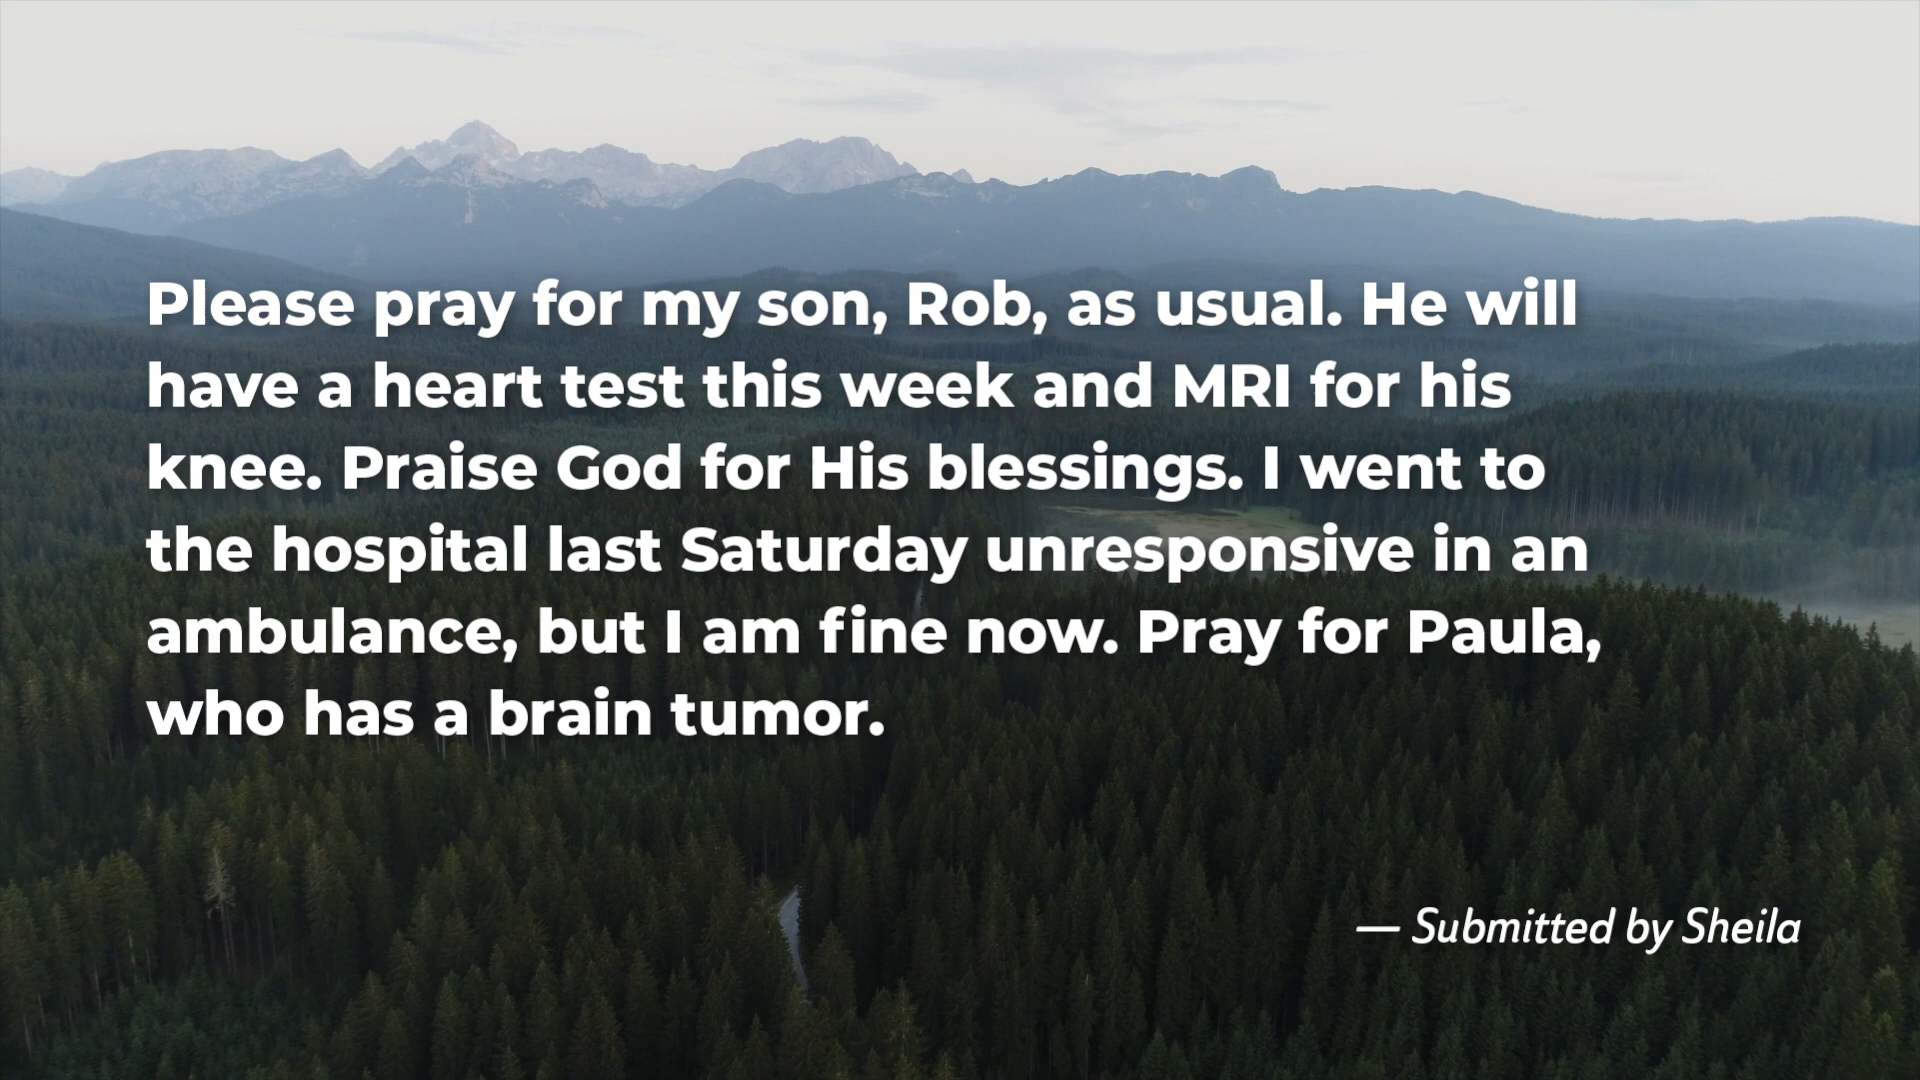 Please pray for my son, Rob, as usual. He will
have a heart test this week and MRI for his
knee. Praise God for His blessings. I went to
the hospital last Saturday unresponsive in an
ambulance, but I am fine now. Pray for Paula,
who has a brain tumor.
— Submitted by Sheila